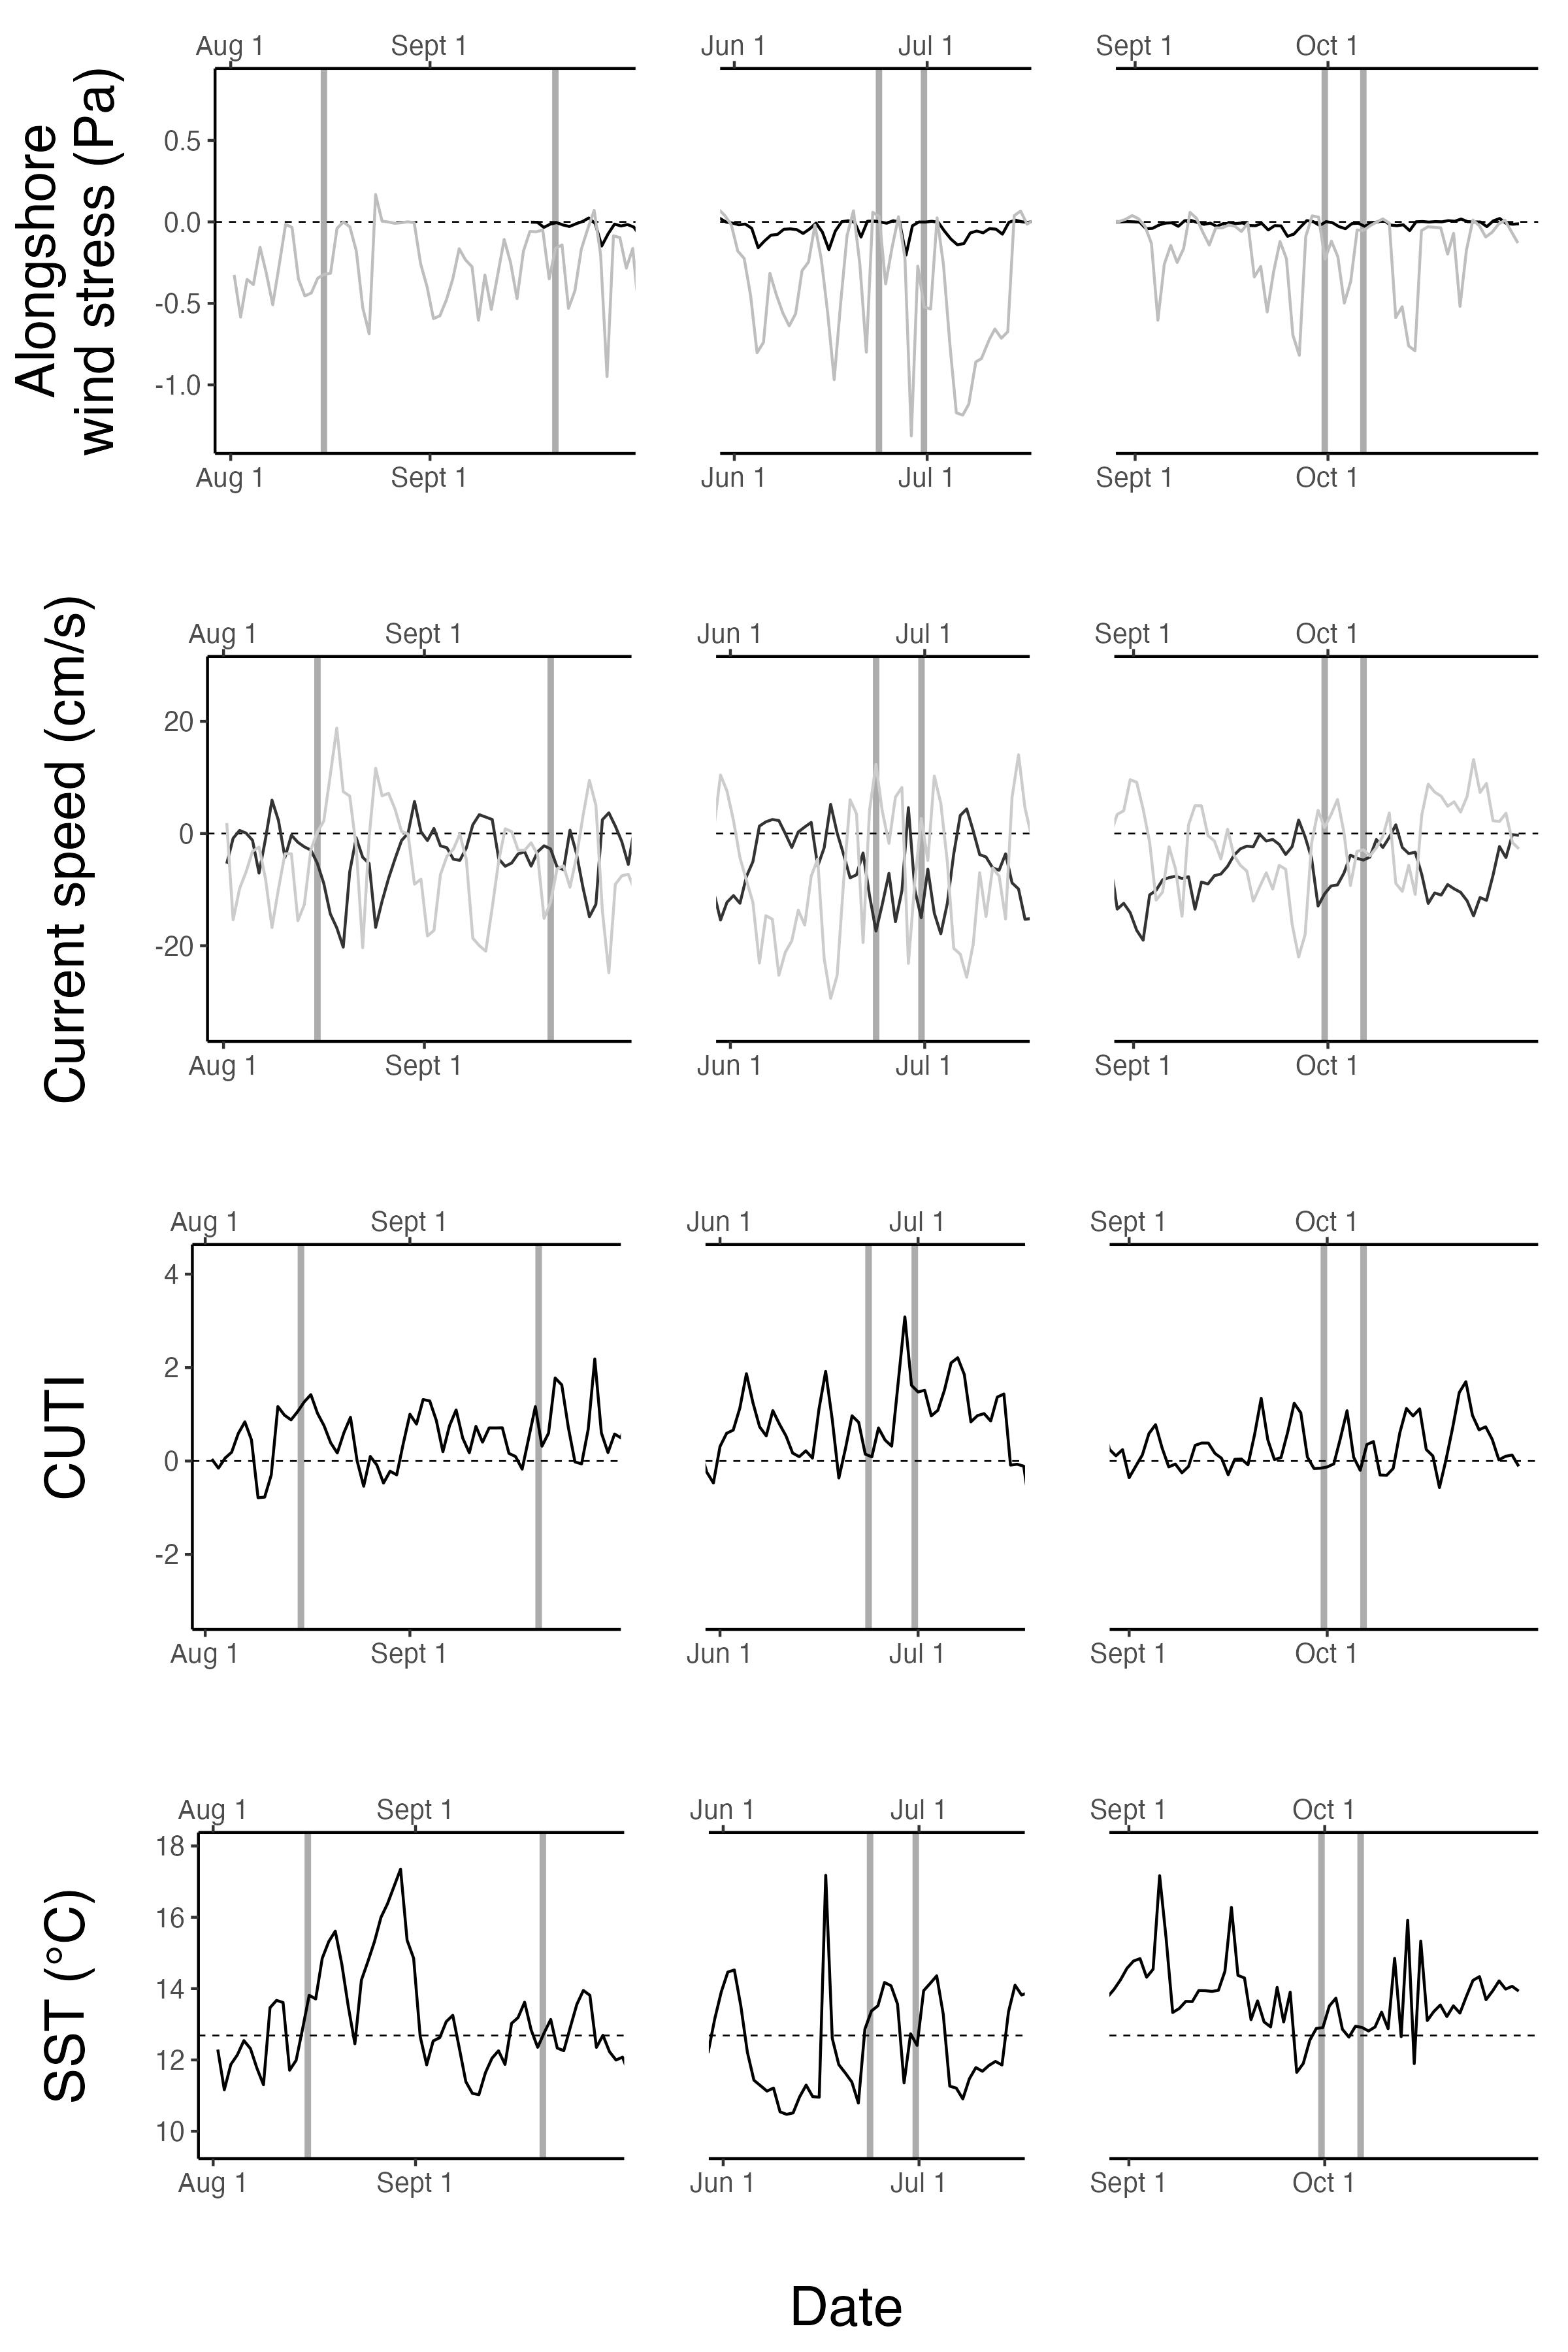 Aug 1 Sept 1 Jun 1 Jul 1 Sept 1 Oct 1
Alongshore
wind stress (Pa)
0.5
0.0
-0.5
-1.0
Aug 1 Sept 1 Jun 1 Jul 1 Sept 1 Oct 1
Aug 1 Sept 1 Jun 1 Jul 1 Sept 1 Oct 1
Current speed (cm/s)
20
0
-20
Aug 1 Sept 1 Jun 1 Jul 1 Sept 1 Oct 1
Aug 1 Sept 1 Jun 1 Jul 1 Sept 1 Oct 1
CUTI
4
2
0
-2
Aug 1 Sept 1 Jun 1 Jul 1 Sept 1 Oct 1
Aug 1 Sept 1 Jun 1 Jul 1 Sept 1 Oct 1
SST (°C)
18
16
14
12
10
Aug 1 Sept 1 Jun 1 Jul 1 Sept 1 Oct 1
Date